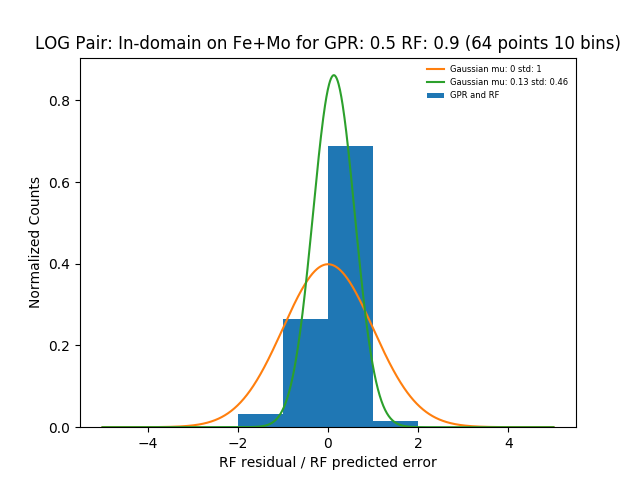 LOG Pair: In-domain on Fe+Mo for GPR: 0.5 RF: 0.9 (64 points 10 bins)
Gaussian mu: 0 std: 1
Gaussian mu: 0.13 std: 0.46
GPR and RF
Normalized Counts
0.8
0.6
0.4
0.2
0.0
−4
−2
0
2
4
RF residual / RF predicted error